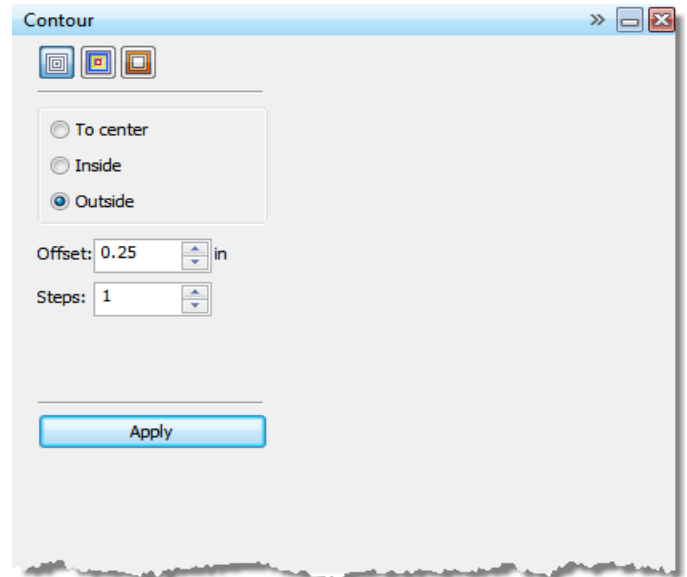 Contour
To center
Inside
Outside
Offset: 0.25 in
Steps: 1
Apply